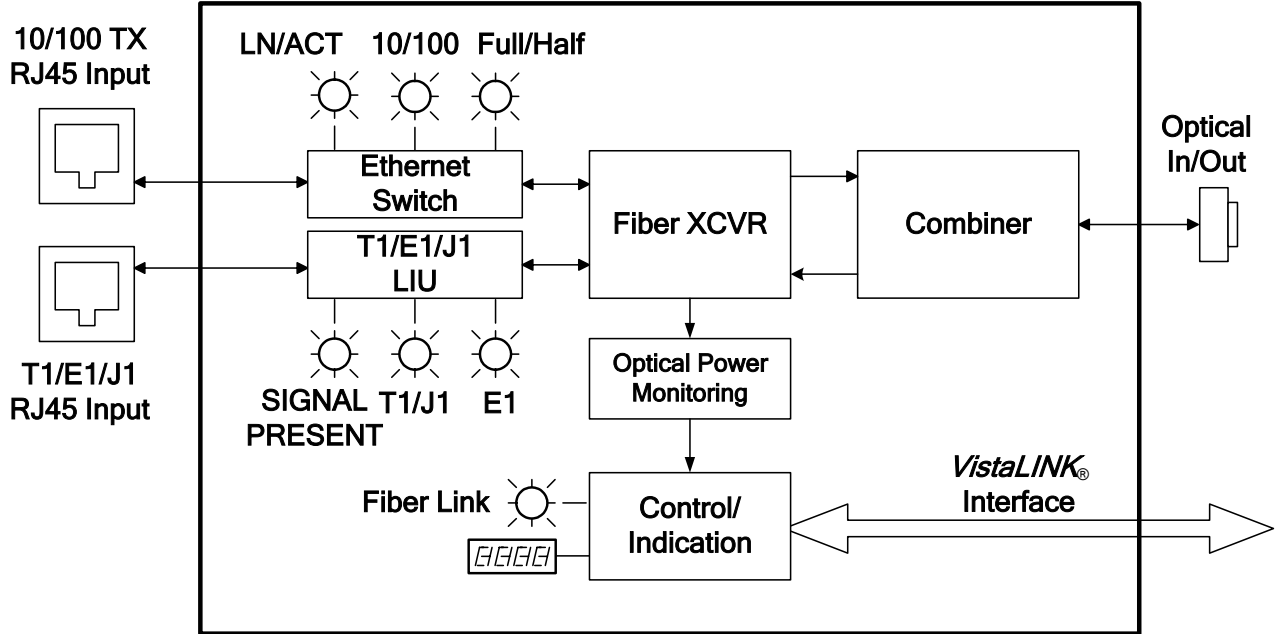 10/100 TX
RJ45 Input
LN/ACT
10/100
Full/Half
Ethernet
Switch
Fiber XCVR
Combiner
Optical
In/Out
T1/E1/J1
LIU
T1/E1/J1
RJ45 Input
SIGNAL
PRESENT
T1/J1
E1
Optical Power
Monitoring
Fiber Link
Control/
Indication
VistaLINK®
Interface